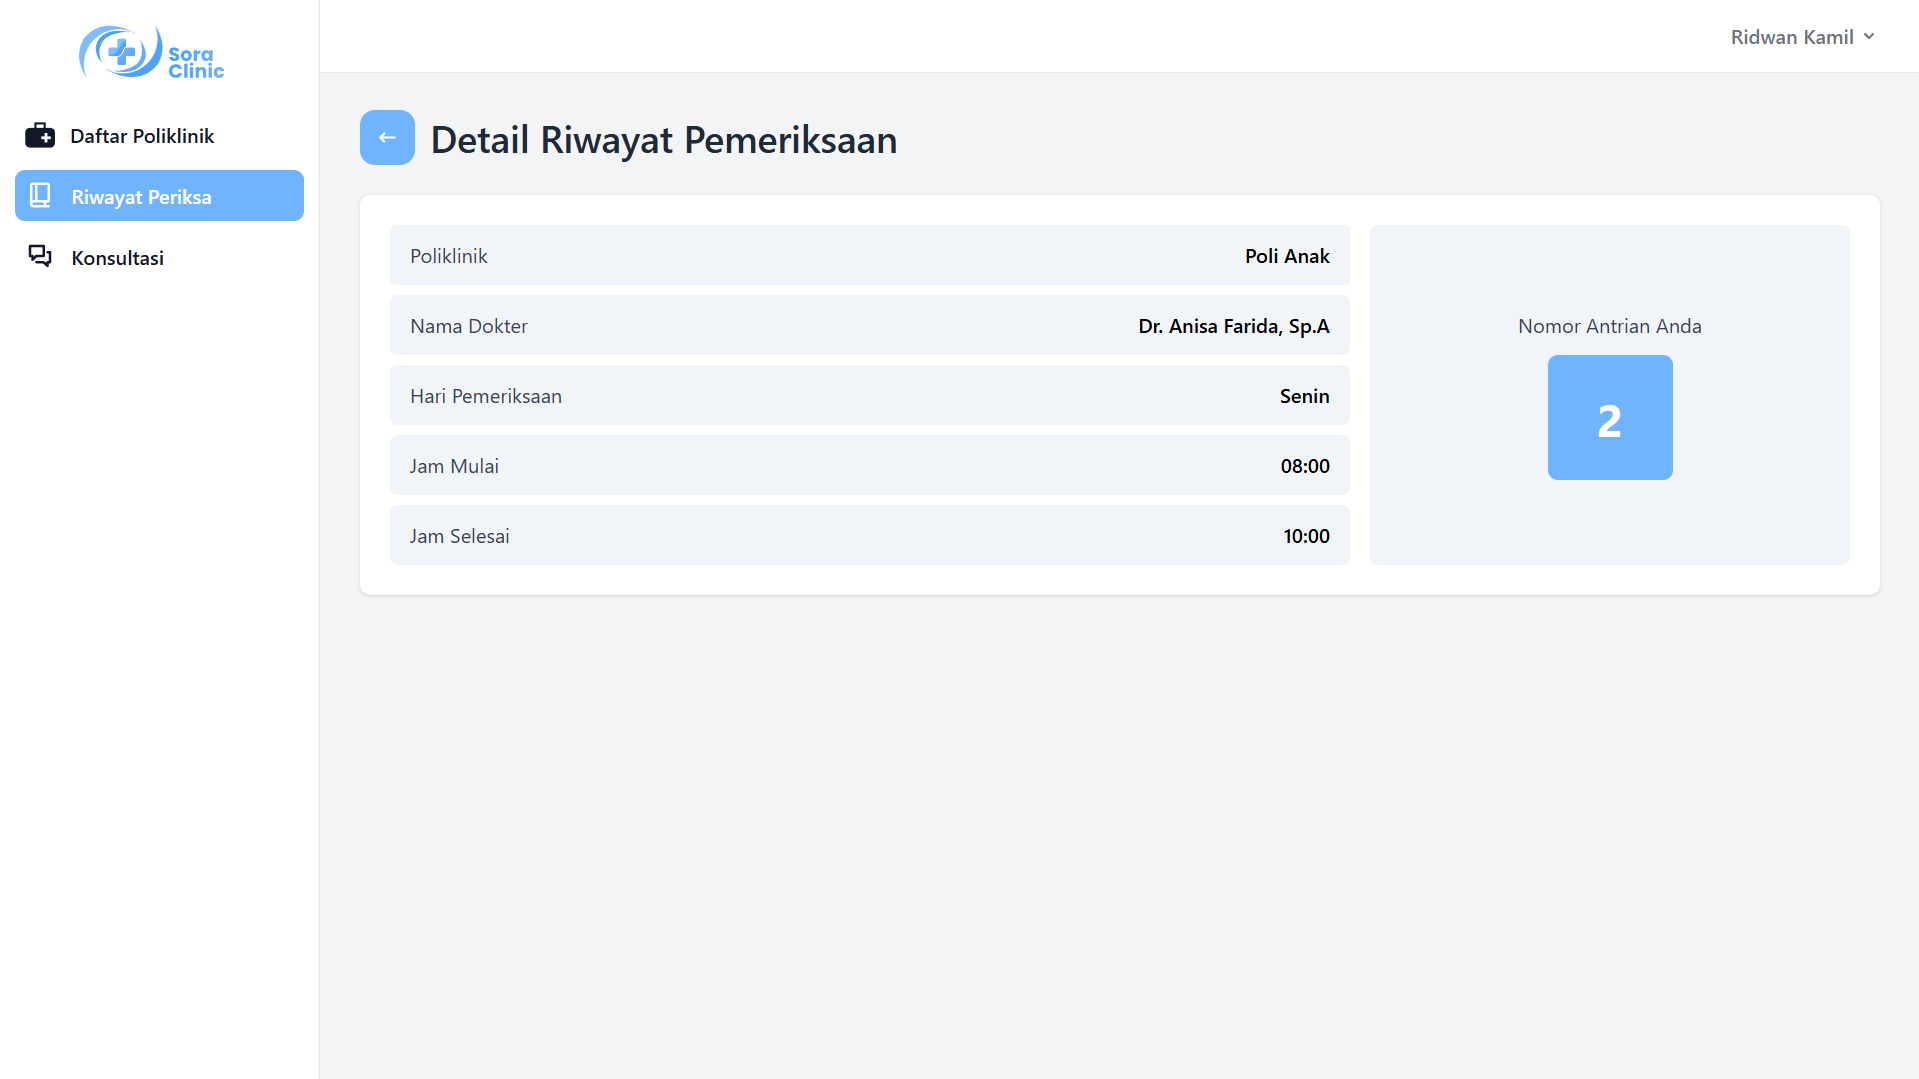 Sora
Clinic
Ridwan Kamil
Daftar Poliklinik
Riwayat Periksa
Konsultasi
Detail Riwayat Pemeriksaan
Poliklinik Poli Anak
Nama Dokter Dr. Anisa Farida, Sp.A
Hari Pemeriksaan Senin
Jam Mulai 08:00
Jam Selesai 10:00
Nomor Antrian Anda
2